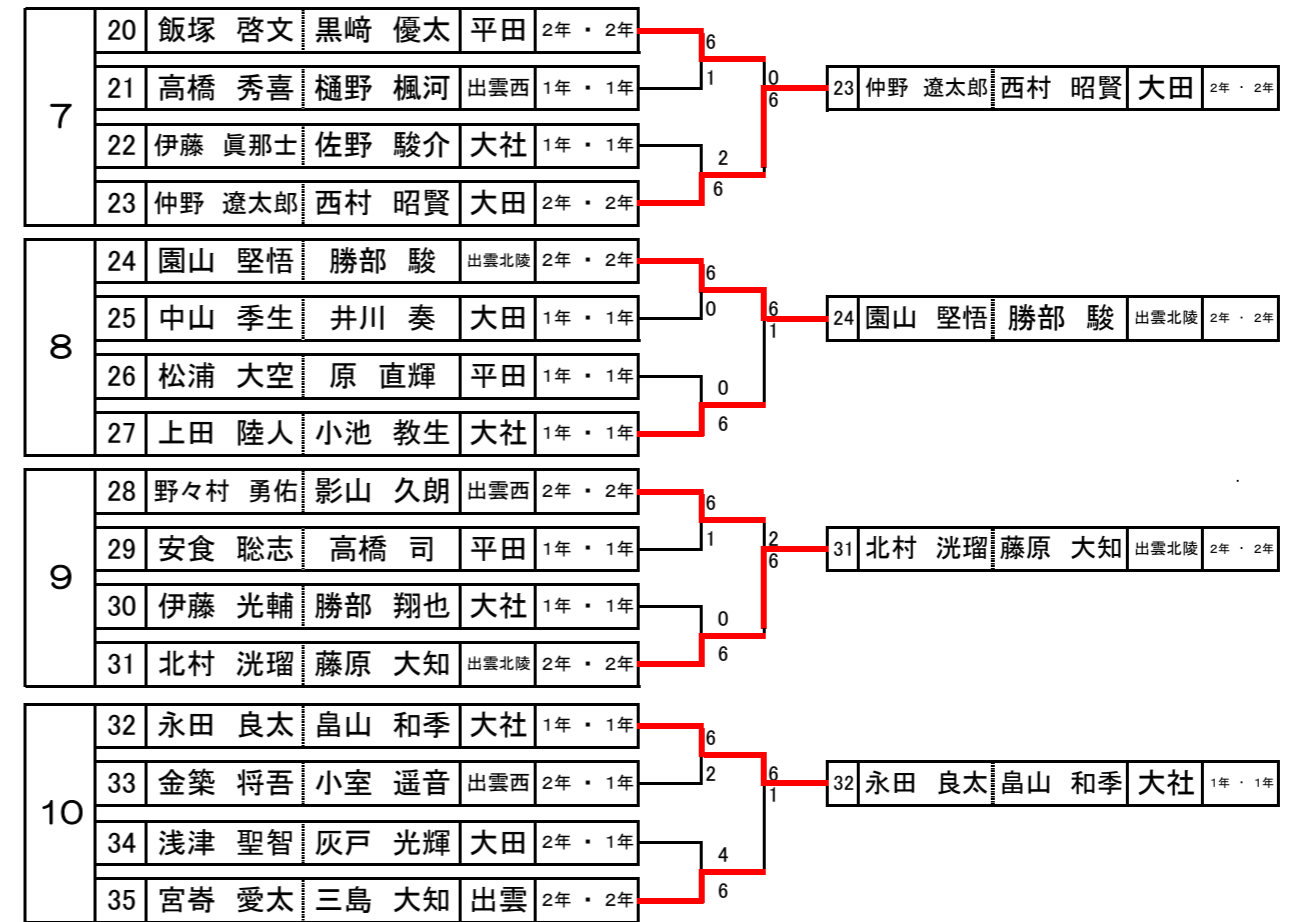 7
20 飯塚 啓文 黒﨑 優太 平田 2年 ・ 2年
6
21 高橋 秀喜 樋野 楓河 出雲西 1年 ・ 1年
1
0
6
23 仲野 遼太郎 西村 昭賢 大田 2年 ・ 2年
22 伊藤 眞那士 佐野 駿介 大社 1年 ・ 1年
2
23 仲野 遼太郎 西村 昭賢 大田 2年 ・ 2年
6
8
24 園山 堅悟 勝部 駿 出雲北陵 2年 ・ 2年
6
25 中山 季生 井川 奏 大田 1年 ・ 1年
0
6
1
24 園山 堅悟 勝部 駿 出雲北陵 2年 ・ 2年
26 松浦 大空 原 直輝 平田 1年 ・ 1年
0
27 上田 陸人 小池 教生 大社 1年 ・ 1年
6
9
28 野々村 勇佑 影山 久朗 出雲西 2年 ・ 2年
6
29 安食 聡志 高橋 司 平田 1年 ・ 1年
1
2
6
31 北村 洸瑠 藤原 大知 出雲北陵 2年 ・ 2年
30 伊藤 光輔 勝部 翔也 大社 1年 ・ 1年
0
31 北村 洸瑠 藤原 大知 出雲北陵 2年 ・ 2年
6
10
32 永田 良太 畠山 和季 大社 1年 ・ 1年
6
33 金築 将吾 小室 遥音 出雲西 2年 ・ 1年
2
6
1
32 永田 良太 畠山 和季 大社 1年 ・ 1年
34 浅津 聖智 灰戸 光輝 大田 2年 ・ 1年
4
35 宮嵜 愛太 三島 大知 出雲 2年 ・ 2年
6